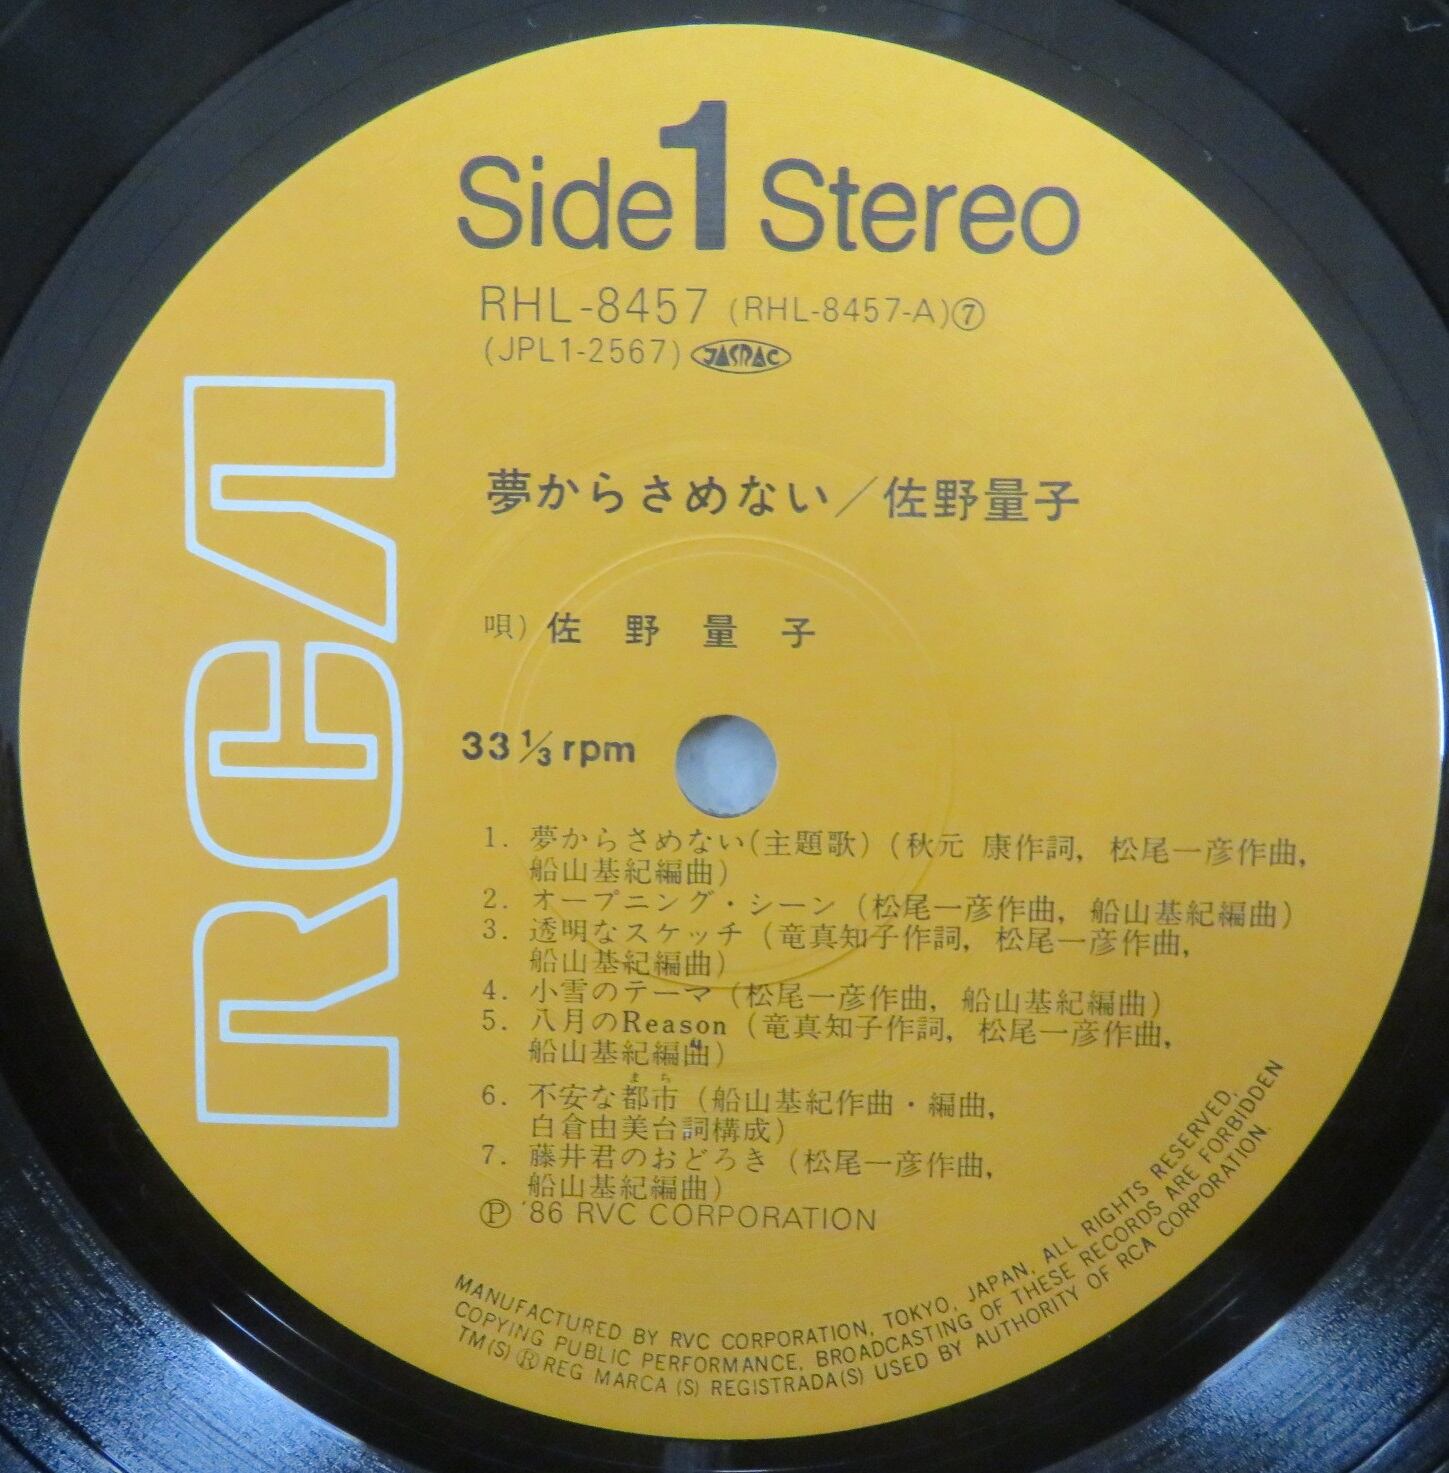 Side 1 Stereo
RHL-8457 (RHL-8457-A)⑦
(JPL1-2567) JASRAC
夢からさめない／佐野量子
唄) 佐野量子
33 1/3 rpm
RCA
1. 夢からさめない(主題歌) (秋元 康作詞, 松尾一彦作曲,
船山基紀編曲)
2. オープニング・シーン (松尾一彦作曲, 船山基紀編曲)
3. 透明なスケッチ (竜真知子作詞, 松尾一彦作曲,
船山基紀編曲)
4. 小雪のテーマ (松尾一彦作曲, 船山基紀編曲)
5. 八月のReason (竜真知子作詞, 松尾一彦作曲,
船山基紀編曲)
まち
6. 不安な都市 (船山基紀作曲・編曲,
白倉由美台詞構成)
7. 藤井君のおどろき (松尾一彦作曲,
船山基紀編曲)
Ⓟ '86 RVC CORPORATION
MANUFACTURED BY RVC CORPORATION, TOKYO, JAPAN, ALL RIGHTS RESERVED.
COPYING PUBLIC PERFORMANCE, BROADCASTING OF THESE RECORDS ARE FORBIDDEN
TM(S) ® REG MARCA (S) REGISTRADA(S) USED BY AUTHORITY OF RCA CORPORATION.